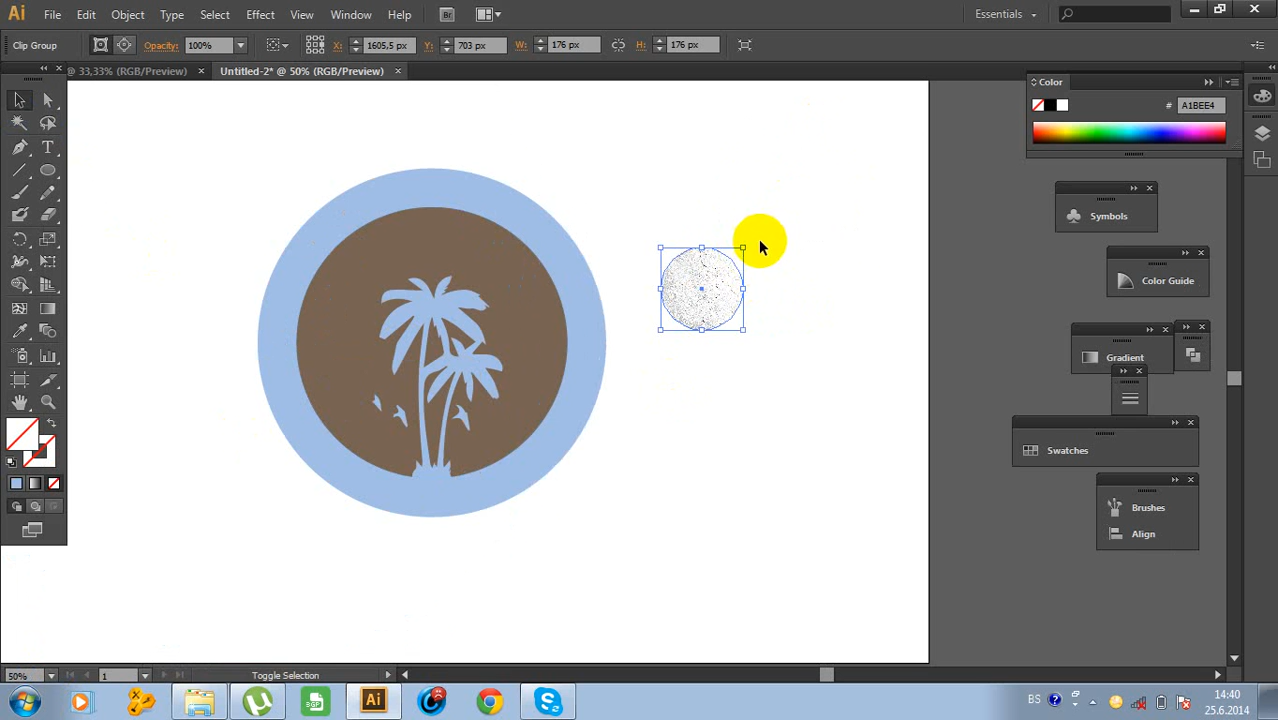 Ai File Edit Object Type Select Effect View Window Help Br Essentials
Clip Group Opacity: 100% X: 1605,5 px Y: 703 px W: 176 px H: 176 px
@ 33,33% (RGB/Preview) × Untitled-2* @ 50% (RGB/Preview) ×
Color
# A1BEE4
Symbols
Color Guide
Gradient
Swatches
Brushes
Align
50% 1 Toggle Selection
Ai BS 14:40
25.6.2014